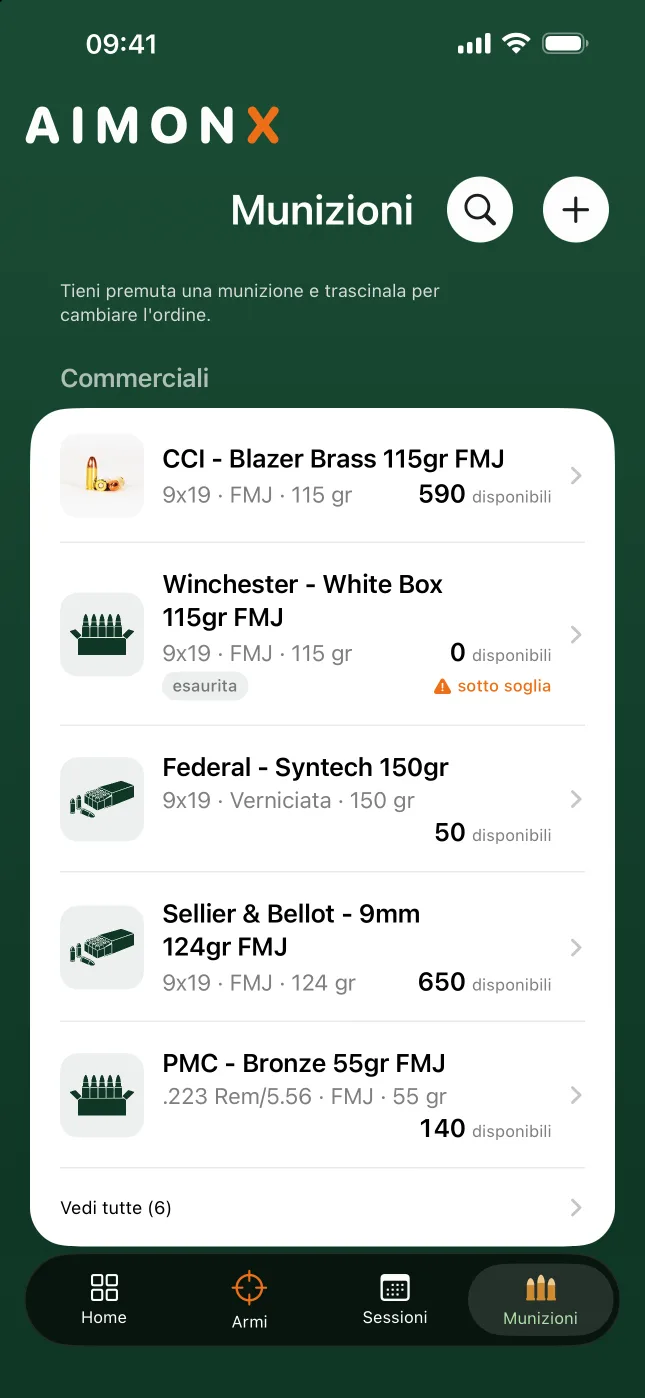 09:41
AIMONX
Munizioni
Tieni premuta una munizione e trascinala per
cambiare l'ordine.
Commerciali
CCI - Blazer Brass 115gr FMJ
9x19 · FMJ · 115 gr 590 disponibili
Winchester - White Box
115gr FMJ
9x19 · FMJ · 115 gr 0 disponibili
esaurita sotto soglia
Federal - Syntech 150gr
9x19 · Verniciata · 150 gr
50 disponibili
Sellier & Bellot - 9mm
124gr FMJ
9x19 · FMJ · 124 gr 650 disponibili
PMC - Bronze 55gr FMJ
.223 Rem/5.56 · FMJ · 55 gr
140 disponibili
Vedi tutte (6)
Home Armi Sessioni Munizioni